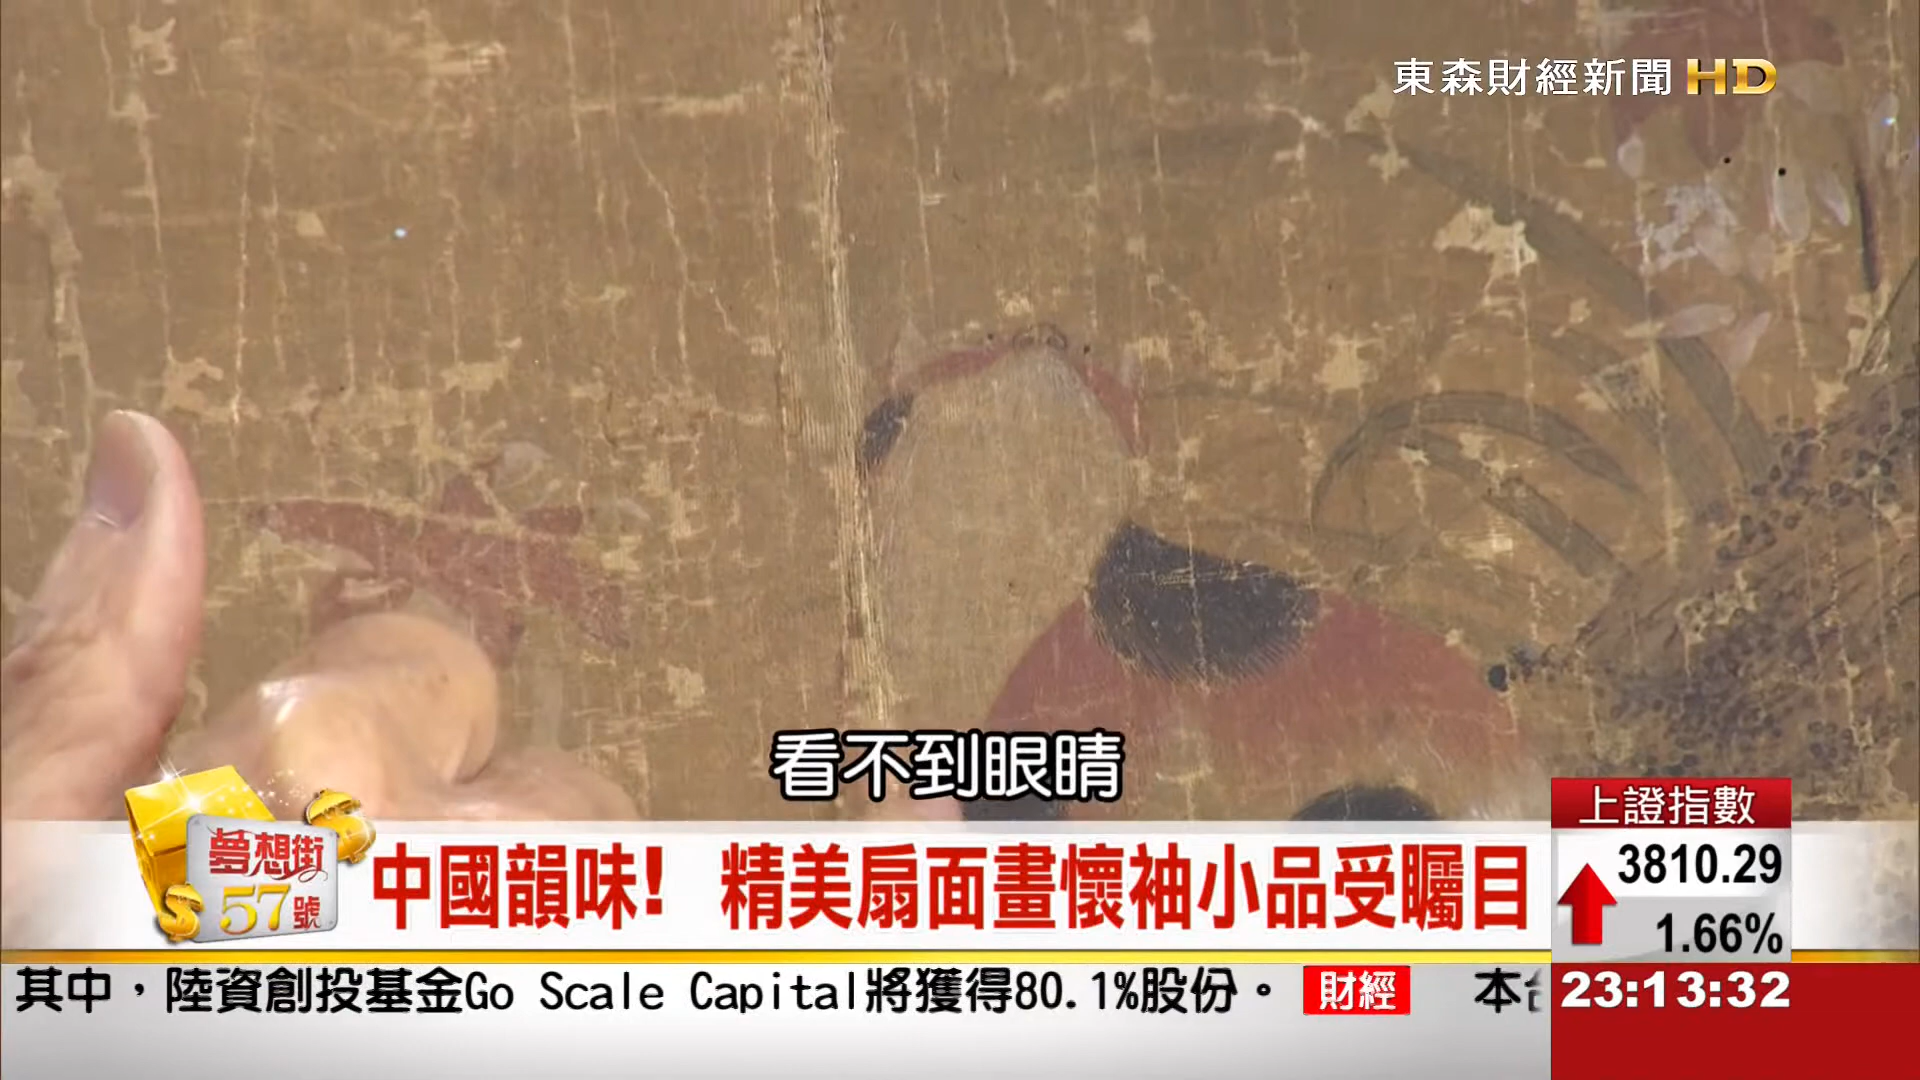 東森財經新聞HD
看不到眼睛
夢想街
57號
中國韻味! 精美扇面畫懷袖小品受矚目
上證指數
3810.29
1.66%
其中，陸資創投基金Go Scale Capital將獲得80.1%股份。 財經 本
23:13:32